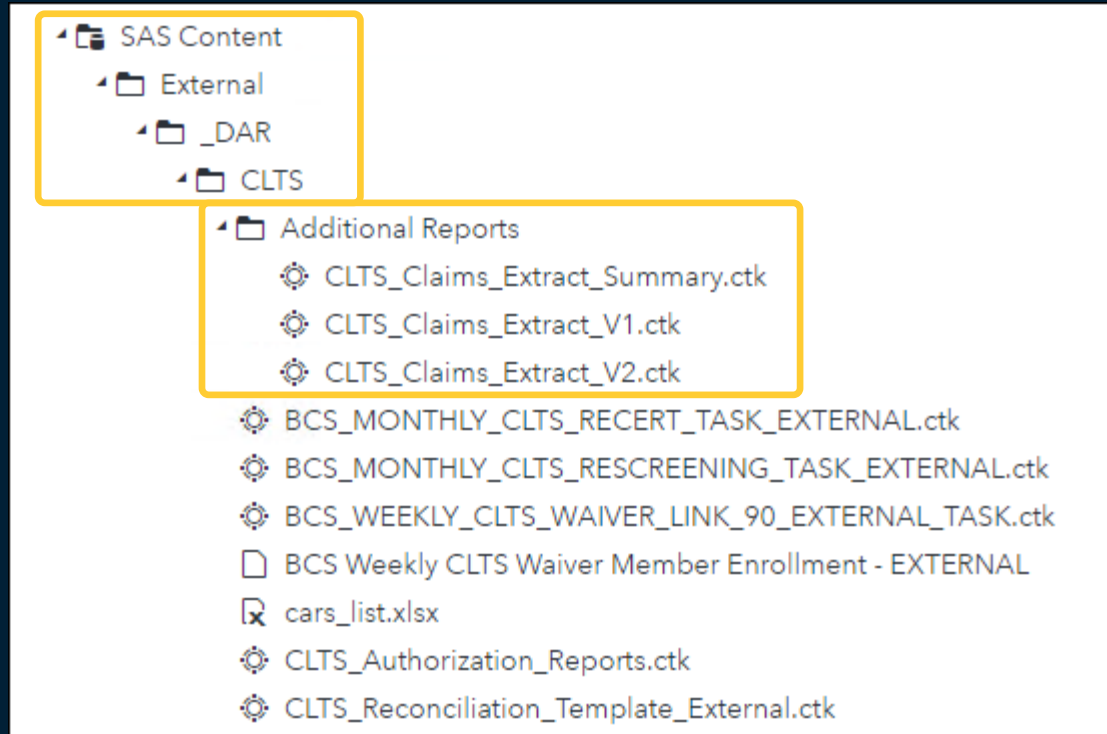 SAS Content
External
_DAR
CLTS
Additional Reports
CLTS_Claims_Extract_Summary.ctk
CLTS_Claims_Extract_V1.ctk
CLTS_Claims_Extract_V2.ctk
BCS_MONTHLY_CLTS_RECERT_TASK_EXTERNAL.ctk
BCS_MONTHLY_CLTS_RESCREENING_TASK_EXTERNAL.ctk
BCS_WEEKLY_CLTS_WAIVER_LINK_90_EXTERNAL_TASK.ctk
BCS Weekly CLTS Waiver Member Enrollment - EXTERNAL
cars_list.xlsx
CLTS_Authorization_Reports.ctk
CLTS_Reconciliation_Template_External.ctk